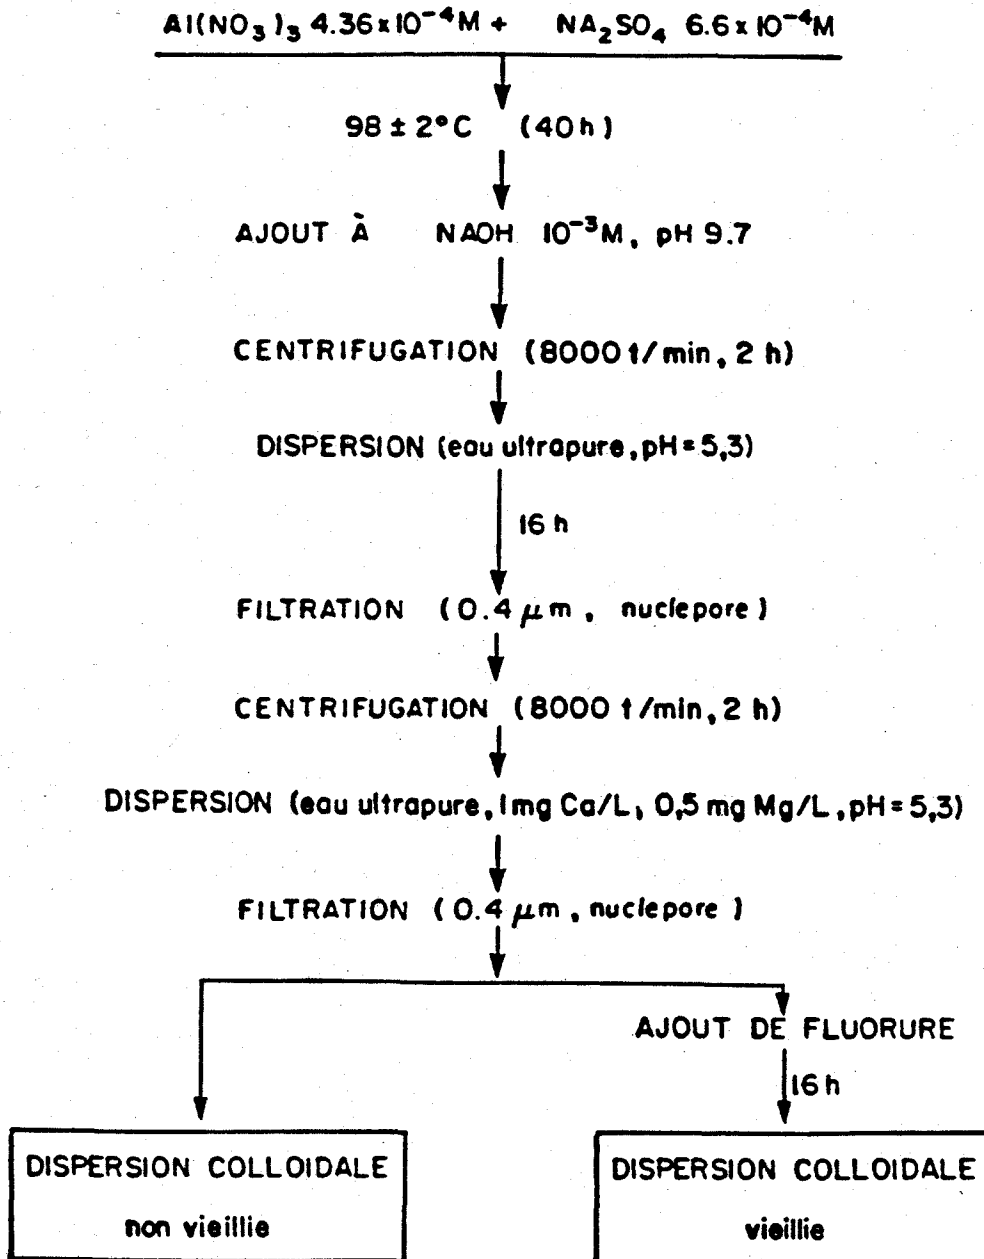 Al(NO₃)₃ 4.36x10⁻⁴M + NA₂SO₄ 6.6x10⁻⁴M
98 ± 2°C (40h)
AJOUT À NAOH 10⁻³M, pH 9.7
CENTRIFUGATION (8000 t/min, 2 h)
DISPERSION (eau ultrapure, pH=5,3)
16 h
FILTRATION (0.4 μm, nuclepore)
CENTRIFUGATION (8000 t/min, 2 h)
DISPERSION (eau ultrapure, 1mg Ca/L, 0,5 mg Mg/L, pH=5,3)
FILTRATION (0.4 μm, nuclepore)
AJOUT DE FLUORURE
16 h
DISPERSION COLLOIDALE
non vieillie
DISPERSION COLLOIDALE
vieillie